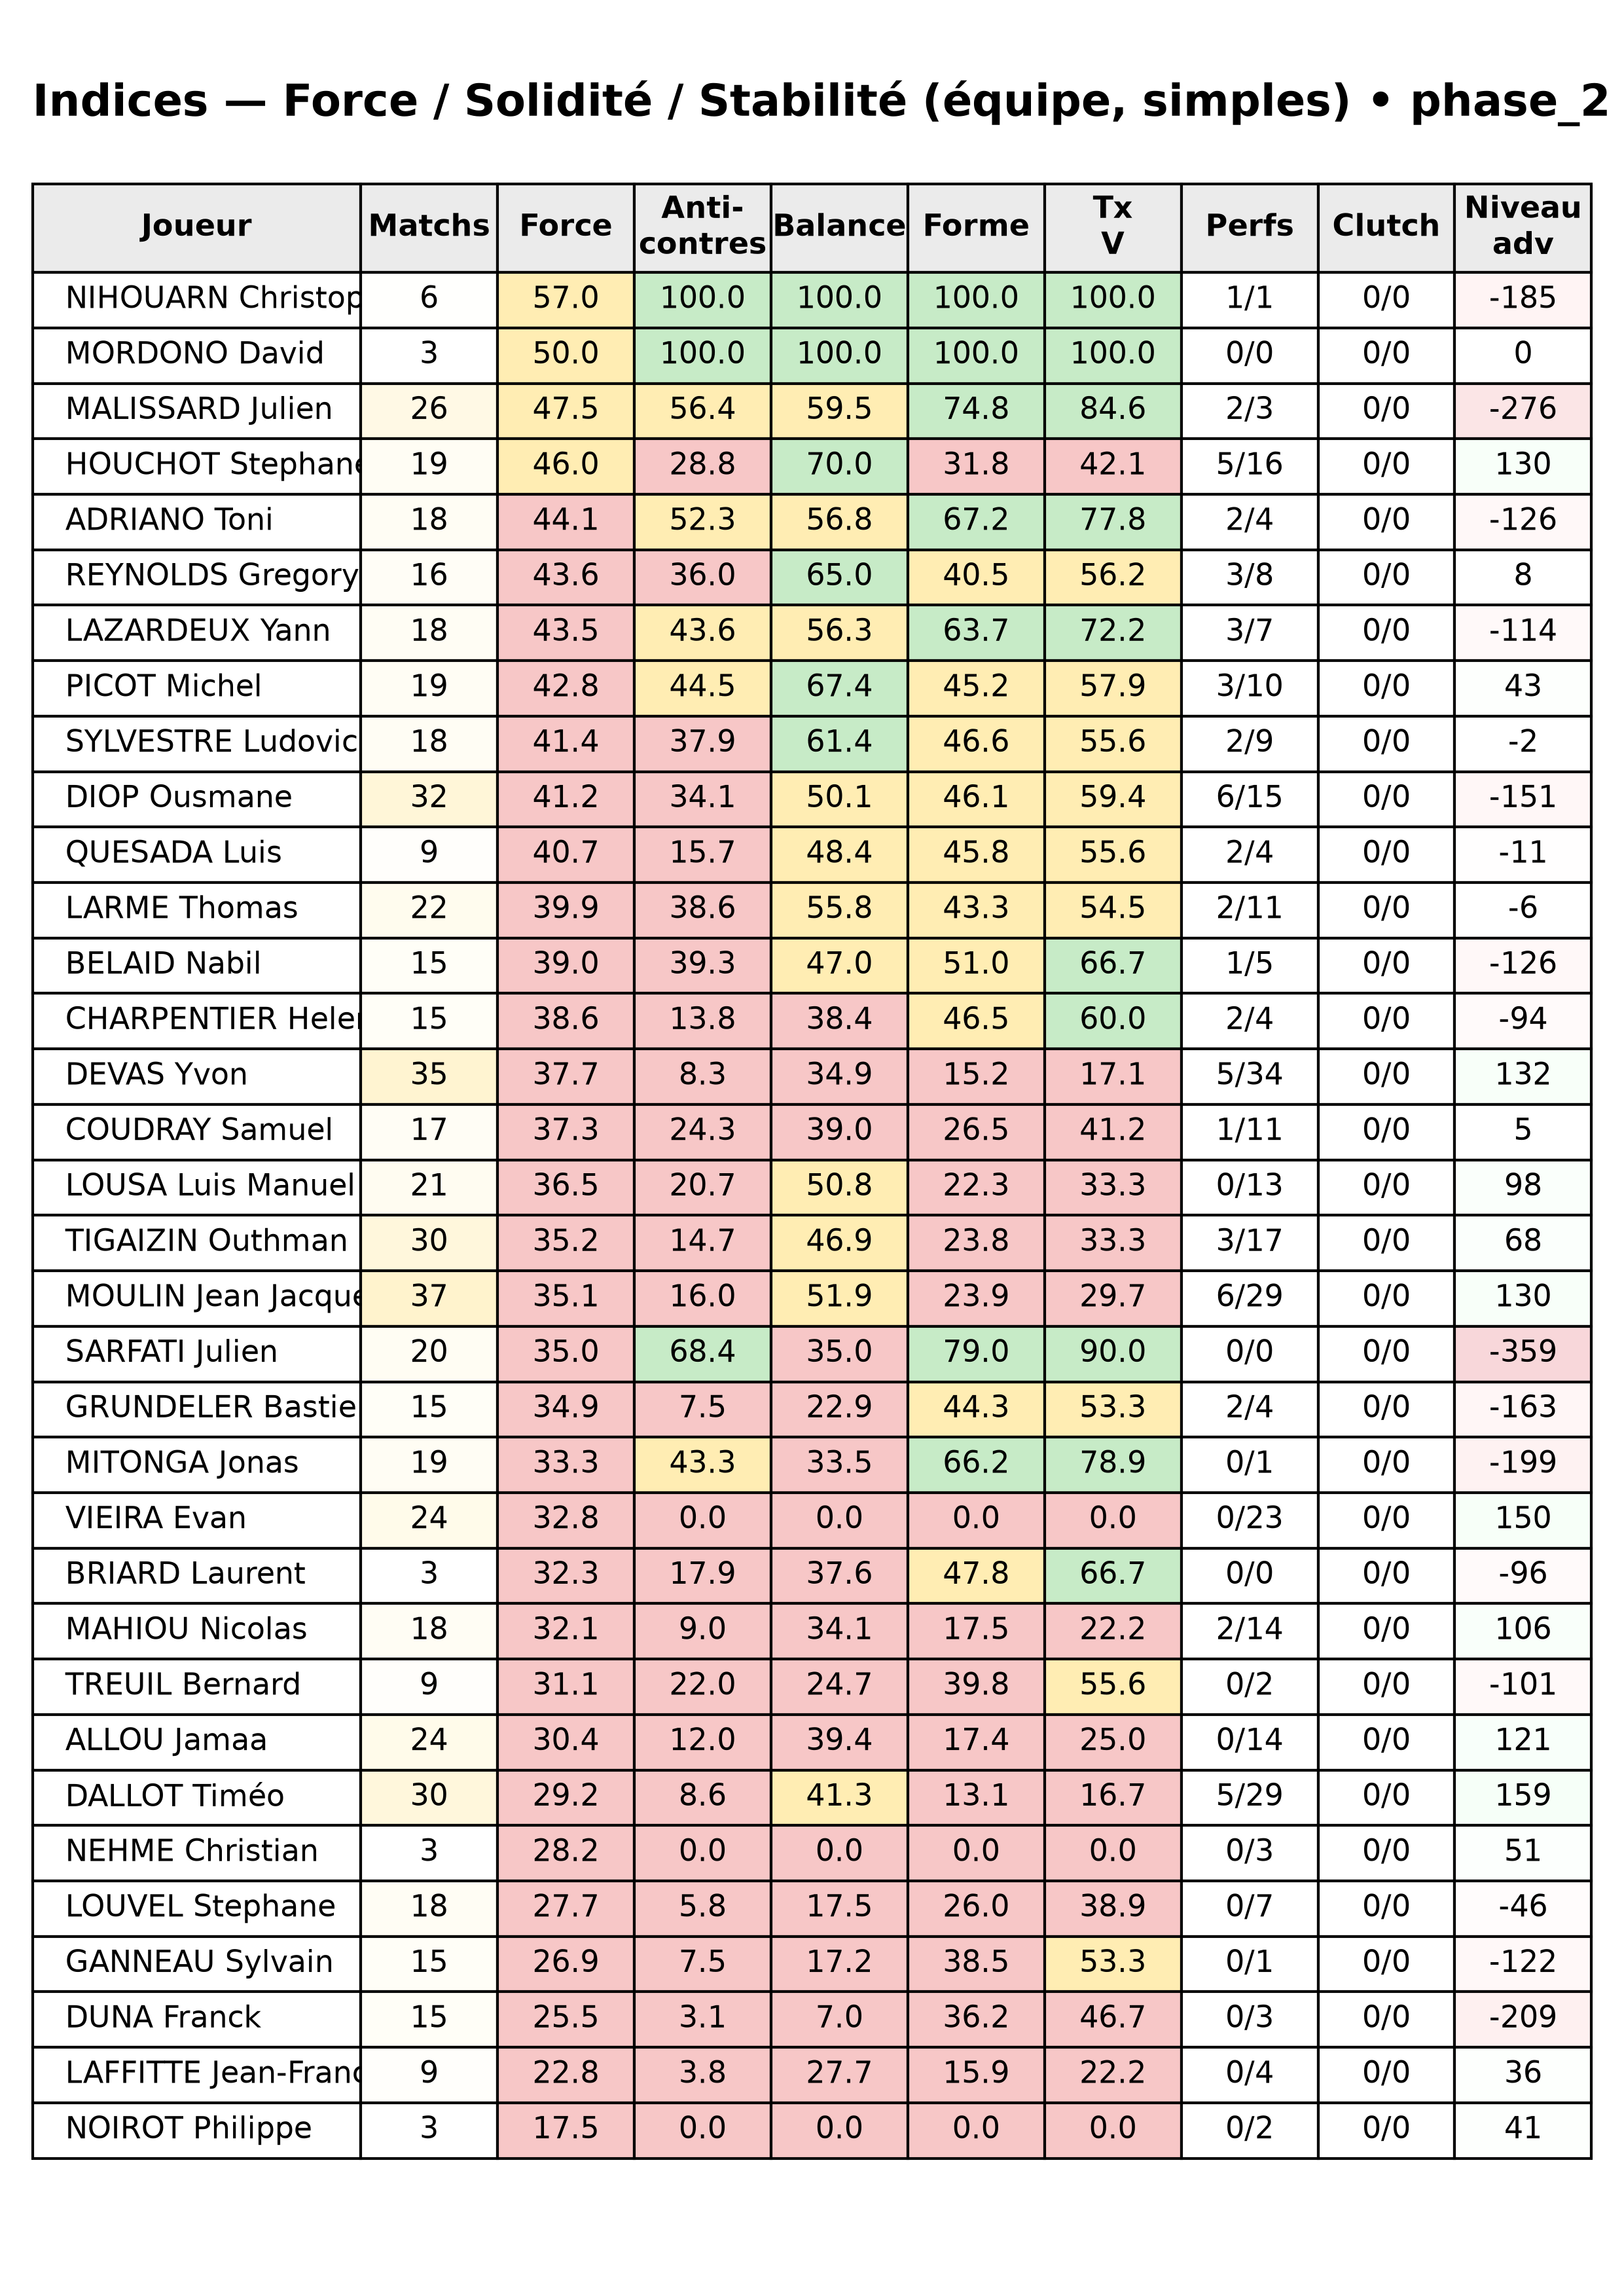 Indices — Force / Solidité / Stabilité (équipe, simples) • phase_2
Joueur Matchs Force Anti-contres Balance Forme Tx V Perfs Clutch Niveau adv
NIHOUARN Christop 6 57.0 100.0 100.0 100.0 100.0 1/1 0/0 -185
MORDONO David 3 50.0 100.0 100.0 100.0 100.0 0/0 0/0 0
MALISSARD Julien 26 47.5 56.4 59.5 74.8 84.6 2/3 0/0 -276
HOUCHOT Stephane 19 46.0 28.8 70.0 31.8 42.1 5/16 0/0 130
ADRIANO Toni 18 44.1 52.3 56.8 67.2 77.8 2/4 0/0 -126
REYNOLDS Gregory 16 43.6 36.0 65.0 40.5 56.2 3/8 0/0 8
LAZARDEUX Yann 18 43.5 43.6 56.3 63.7 72.2 3/7 0/0 -114
PICOT Michel 19 42.8 44.5 67.4 45.2 57.9 3/10 0/0 43
SYLVESTRE Ludovic 18 41.4 37.9 61.4 46.6 55.6 2/9 0/0 -2
DIOP Ousmane 32 41.2 34.1 50.1 46.1 59.4 6/15 0/0 -151
QUESADA Luis 9 40.7 15.7 48.4 45.8 55.6 2/4 0/0 -11
LARME Thomas 22 39.9 38.6 55.8 43.3 54.5 2/11 0/0 -6
BELAID Nabil 15 39.0 39.3 47.0 51.0 66.7 1/5 0/0 -126
CHARPENTIER Helen 15 38.6 13.8 38.4 46.5 60.0 2/4 0/0 -94
DEVAS Yvon 35 37.7 8.3 34.9 15.2 17.1 5/34 0/0 132
COUDRAY Samuel 17 37.3 24.3 39.0 26.5 41.2 1/11 0/0 5
LOUSA Luis Manuel 21 36.5 20.7 50.8 22.3 33.3 0/13 0/0 98
TIGAIZIN Outhman 30 35.2 14.7 46.9 23.8 33.3 3/17 0/0 68
MOULIN Jean Jacque 37 35.1 16.0 51.9 23.9 29.7 6/29 0/0 130
SARFATI Julien 20 35.0 68.4 35.0 79.0 90.0 0/0 0/0 -359
GRUNDELER Bastie 15 34.9 7.5 22.9 44.3 53.3 2/4 0/0 -163
MITONGA Jonas 19 33.3 43.3 33.5 66.2 78.9 0/1 0/0 -199
VIEIRA Evan 24 32.8 0.0 0.0 0.0 0.0 0/23 0/0 150
BRIARD Laurent 3 32.3 17.9 37.6 47.8 66.7 0/0 0/0 -96
MAHIOU Nicolas 18 32.1 9.0 34.1 17.5 22.2 2/14 0/0 106
TREUIL Bernard 9 31.1 22.0 24.7 39.8 55.6 0/2 0/0 -101
ALLOU Jamaa 24 30.4 12.0 39.4 17.4 25.0 0/14 0/0 121
DALLOT Timéo 30 29.2 8.6 41.3 13.1 16.7 5/29 0/0 159
NEHME Christian 3 28.2 0.0 0.0 0.0 0.0 0/3 0/0 51
LOUVEL Stephane 18 27.7 5.8 17.5 26.0 38.9 0/7 0/0 -46
GANNEAU Sylvain 15 26.9 7.5 17.2 38.5 53.3 0/1 0/0 -122
DUNA Franck 15 25.5 3.1 7.0 36.2 46.7 0/3 0/0 -209
LAFFITTE Jean-Franc 9 22.8 3.8 27.7 15.9 22.2 0/4 0/0 36
NOIROT Philippe 3 17.5 0.0 0.0 0.0 0.0 0/2 0/0 41